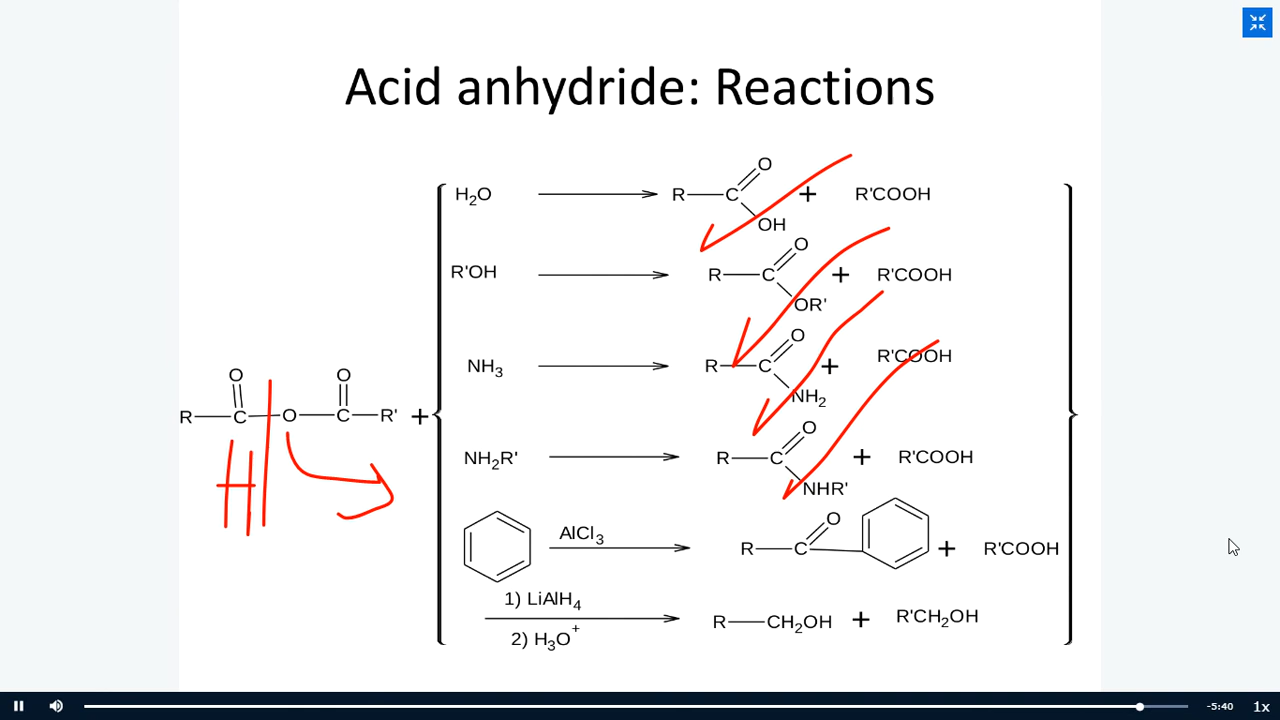 Acid anhydride: Reactions
H₂O R—C O OH + R'COOH
R'OH R—C O OR' + R'COOH
NH₃ R—C O NH₂ + R'COOH
R—C O —O—C O —R' +
NH₂R' R—C O NHR' + R'COOH
AlCl₃ R—C O + R'COOH
1) LiAlH₄
2) H₃O⁺ R—CH₂OH + R'CH₂OH
-5:40 1x